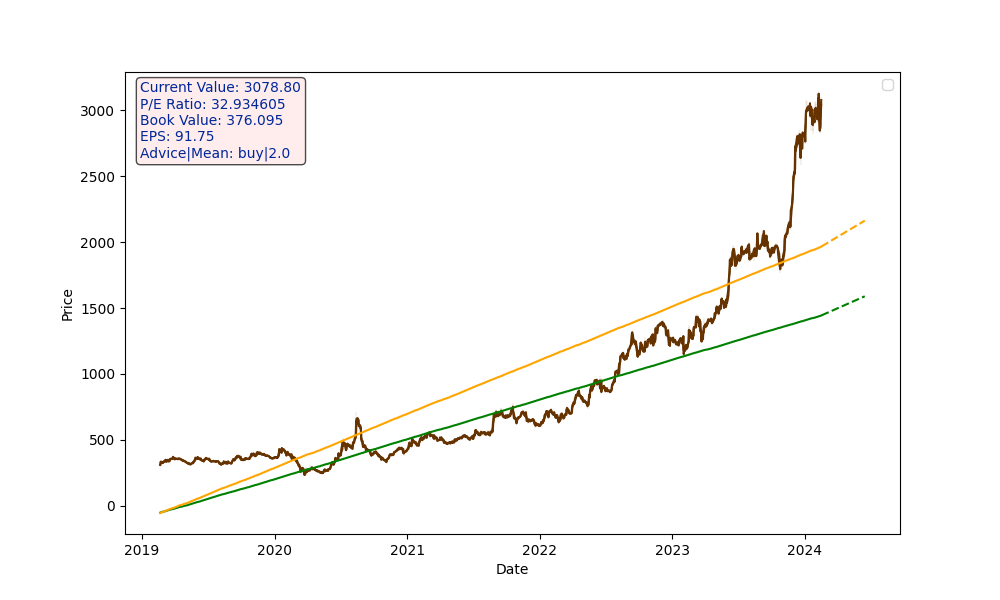 Current Value: 3078.80
P/E Ratio: 32.934605
Book Value: 376.095
EPS: 91.75
Advice|Mean: buy|2.0
3000
2500
2000
1500
1000
500
0
Price
2019 2020 2021 2022 2023 2024
Date